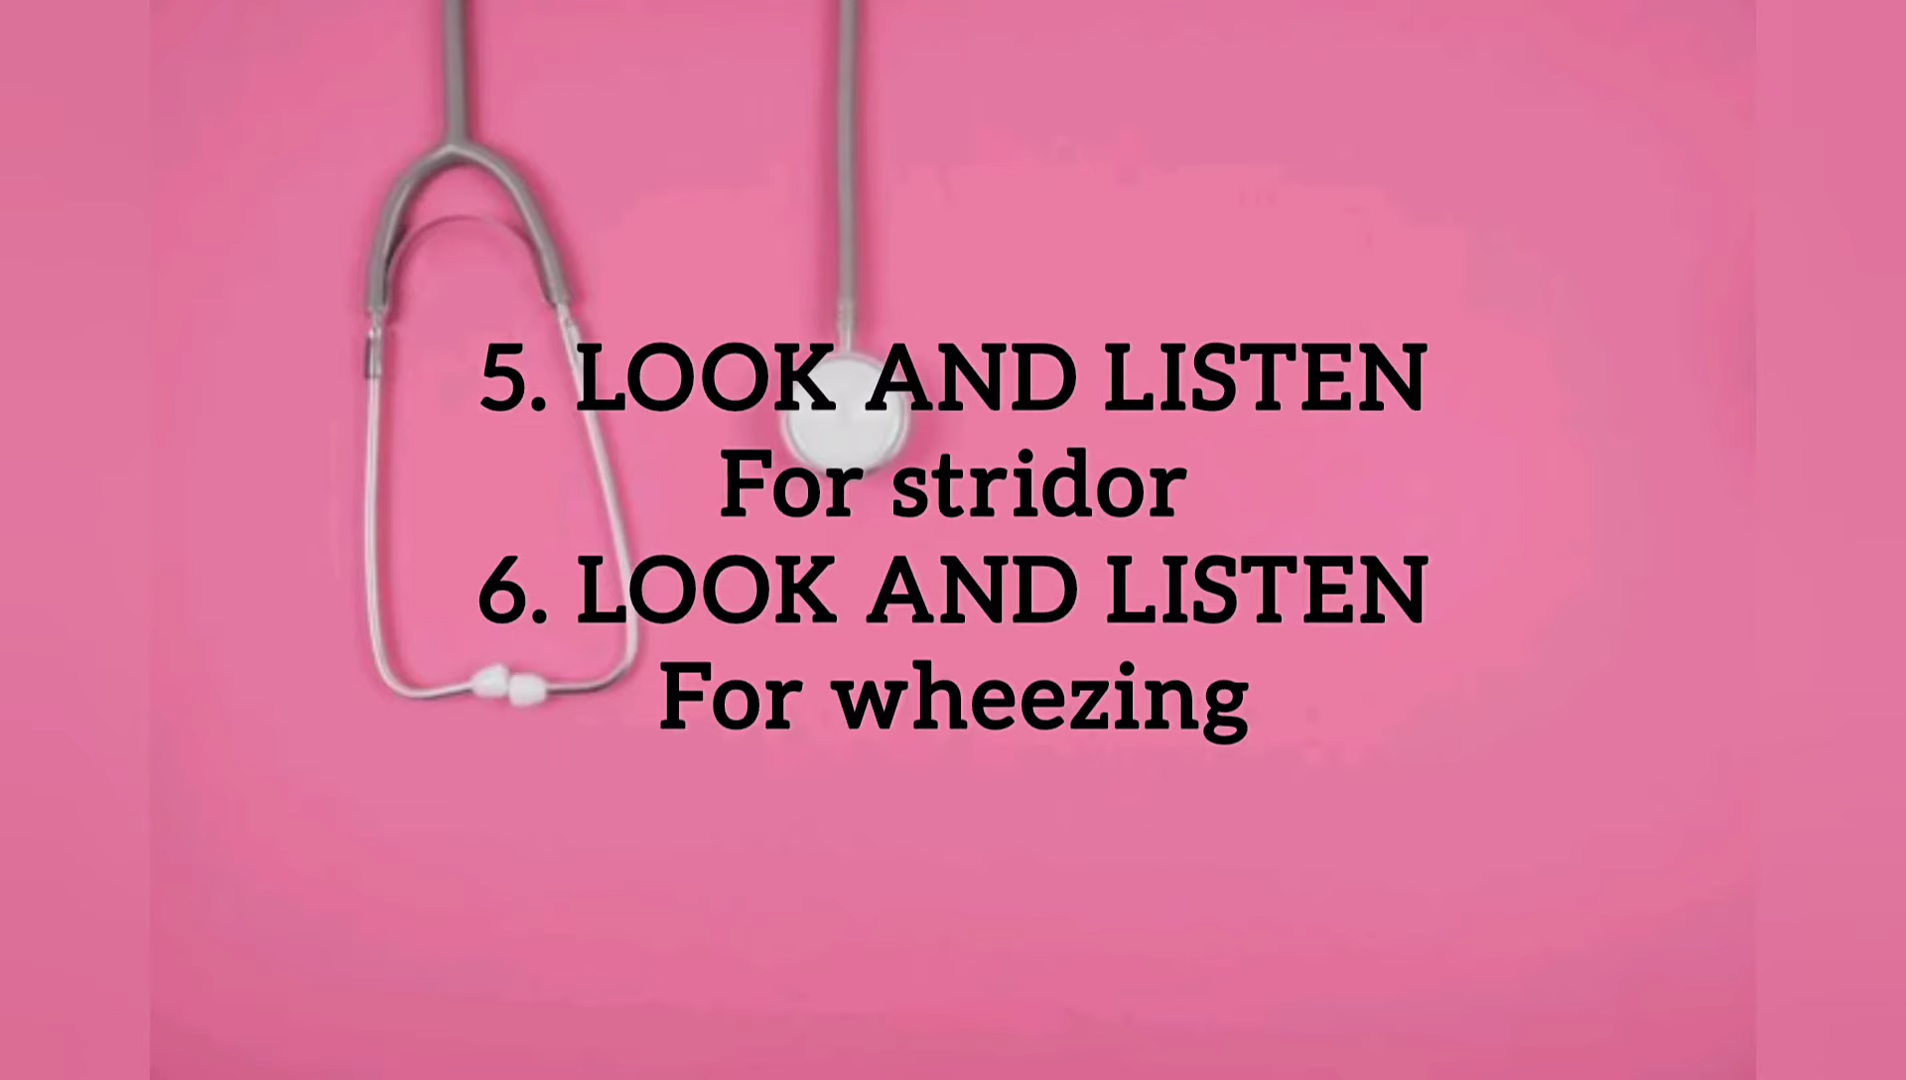 5. LOOK AND LISTEN
For stridor
6. LOOK AND LISTEN
For wheezing